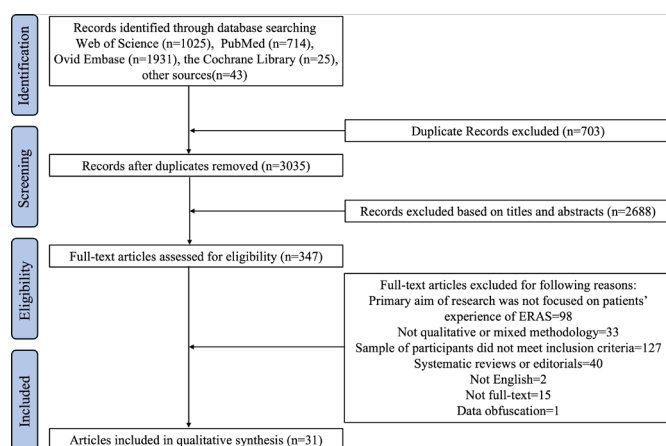 Identification
Records identified through database searching
Web of Science (n=1025), PubMed (n=714),
Ovid Embase (n=1931), the Cochrane Library (n=25),
other sources(n=43)
Duplicate Records excluded (n=703)
Screening
Records after duplicates removed (n=3035)
Records excluded based on titles and abstracts (n=2688)
Eligibility
Full-text articles assessed for eligibility (n=347)
Full-text articles excluded for following reasons:
Primary aim of research was not focused on patients’
experience of ERAS=98
Not qualitative or mixed methodology=33
Sample of participants did not meet inclusion criteria=127
Systematic reviews or editorials=40
Not English=2
Not full-text=15
Data obfuscation=1
Included
Articles included in qualitative synthesis (n=31)